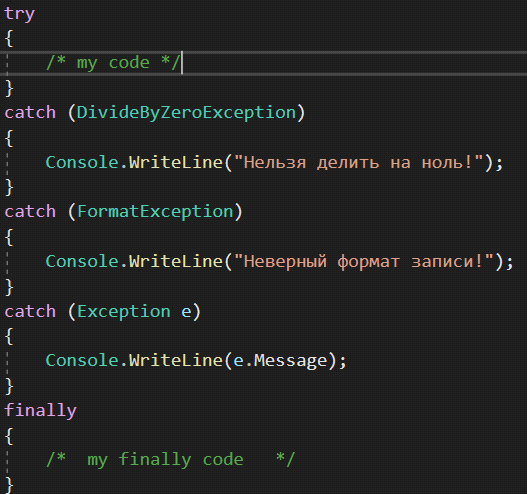 try
{
    /* my code */
}
catch (DivideByZeroException)
{
    Console.WriteLine("Нельзя делить на ноль!");
}
catch (FormatException)
{
    Console.WriteLine("Неверный формат записи!");
}
catch (Exception e)
{
    Console.WriteLine(e.Message);
}
finally
{
    /*  my finally code   */
}